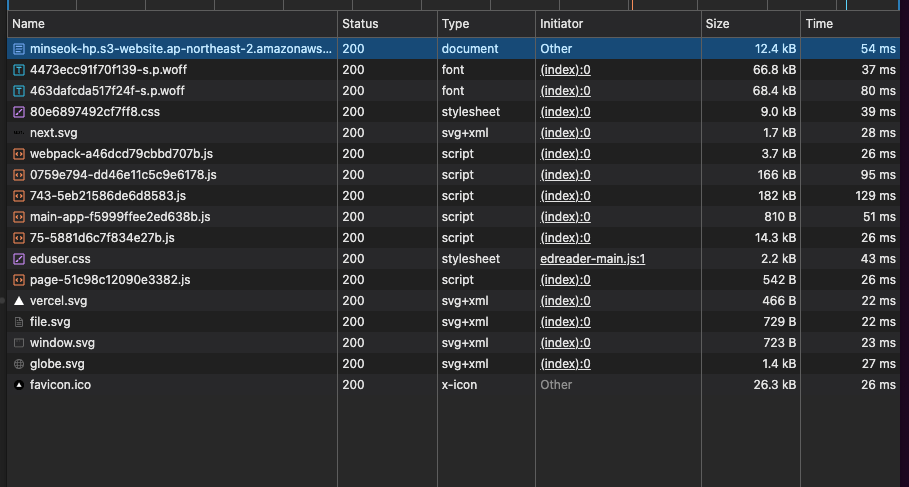 Name Status Type Initiator Size Time
minseok-hp.s3-website.ap-northeast-2.amazonaws... 200 document Other 12.4 kB 54 ms
4473ecc91f70f139-s.p.woff 200 font (index):0 66.8 kB 37 ms
463dafcda517f24f-s.p.woff 200 font (index):0 68.4 kB 80 ms
80e6897492cf7ff8.css 200 stylesheet (index):0 9.0 kB 39 ms
next.svg 200 svg+xml (index):0 1.7 kB 28 ms
webpack-a46dcd79cbbd707b.js 200 script (index):0 3.7 kB 26 ms
0759e794-dd46e11c5c9e6178.js 200 script (index):0 166 kB 95 ms
743-5eb21586de6d8583.js 200 script (index):0 182 kB 129 ms
main-app-f5999ffee2ed638b.js 200 script (index):0 810 B 51 ms
75-5881d6c7f834e27b.js 200 script (index):0 14.3 kB 26 ms
eduser.css 200 stylesheet edreader-main.js:1 2.2 kB 43 ms
page-51c98c12090e3382.js 200 script (index):0 542 B 26 ms
vercel.svg 200 svg+xml (index):0 466 B 22 ms
file.svg 200 svg+xml (index):0 729 B 22 ms
window.svg 200 svg+xml (index):0 723 B 23 ms
globe.svg 200 svg+xml (index):0 1.4 kB 27 ms
favicon.ico 200 x-icon Other 26.3 kB 26 ms